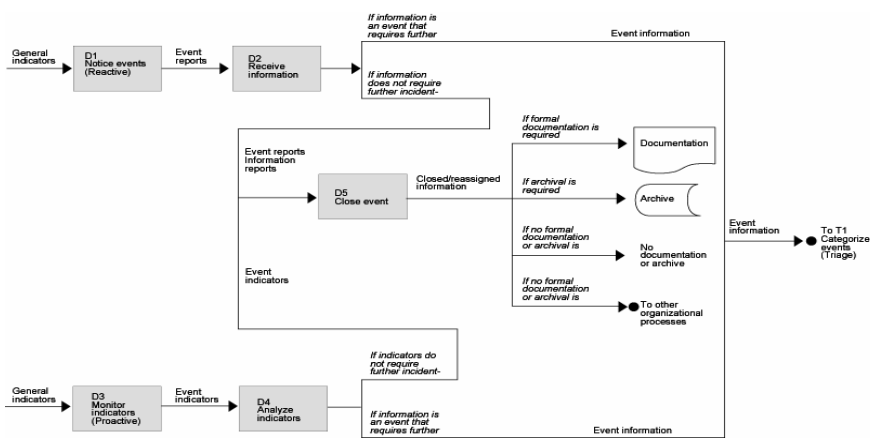 If information is
an event that
requires further
Event information
General
indicators
D1
Notice events
(Reactive)
Event
reports
D2
Receive
information
If information
does not require
further incident-
If formal
documentation is
required
Documentation
Event reports
Information
reports
D5
Close event
Closed/reassigned
information
If archival is
required
Archive
Event
information
To T1
Categorize
events
(Triage)
If no formal
documentation
or archival is
No
documentation
or archive
Event
indicators
If no formal
documentation
or archival is
To other
organizational
processes
If indicators do
not require
further incident-
General
indicators
D3
Monitor
indicators
(Proactive)
Event
indicators
D4
Analyze
indicators
If information is
an event that
requires further
Event information